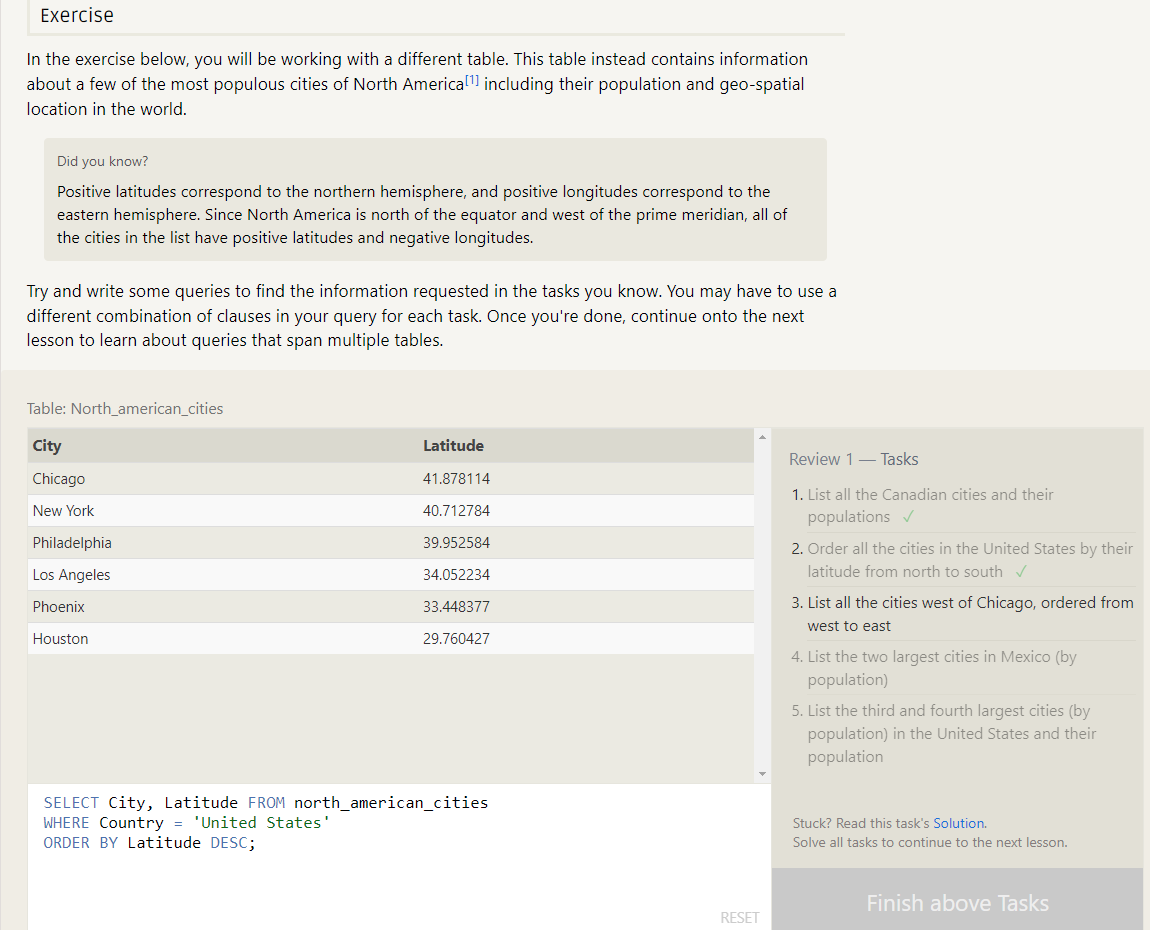 Exercise
In the exercise below, you will be working with a different table. This table instead contains information
about a few of the most populous cities of North America[1] including their population and geo-spatial
location in the world.
Did you know?
Positive latitudes correspond to the northern hemisphere, and positive longitudes correspond to the
eastern hemisphere. Since North America is north of the equator and west of the prime meridian, all of
the cities in the list have positive latitudes and negative longitudes.
Try and write some queries to find the information requested in the tasks you know. You may have to use a
different combination of clauses in your query for each task. Once you're done, continue onto the next
lesson to learn about queries that span multiple tables.
Table: North_american_cities
City Latitude
Chicago 41.878114
New York 40.712784
Philadelphia 39.952584
Los Angeles 34.052234
Phoenix 33.448377
Houston 29.760427
SELECT City, Latitude FROM north_american_cities
WHERE Country = 'United States'
ORDER BY Latitude DESC;
RESET
Review 1 — Tasks
1. List all the Canadian cities and their
populations ✓
2. Order all the cities in the United States by their
latitude from north to south ✓
3. List all the cities west of Chicago, ordered from
west to east
4. List the two largest cities in Mexico (by
population)
5. List the third and fourth largest cities (by
population) in the United States and their
population
Stuck? Read this task's Solution.
Solve all tasks to continue to the next lesson.
Finish above Tasks